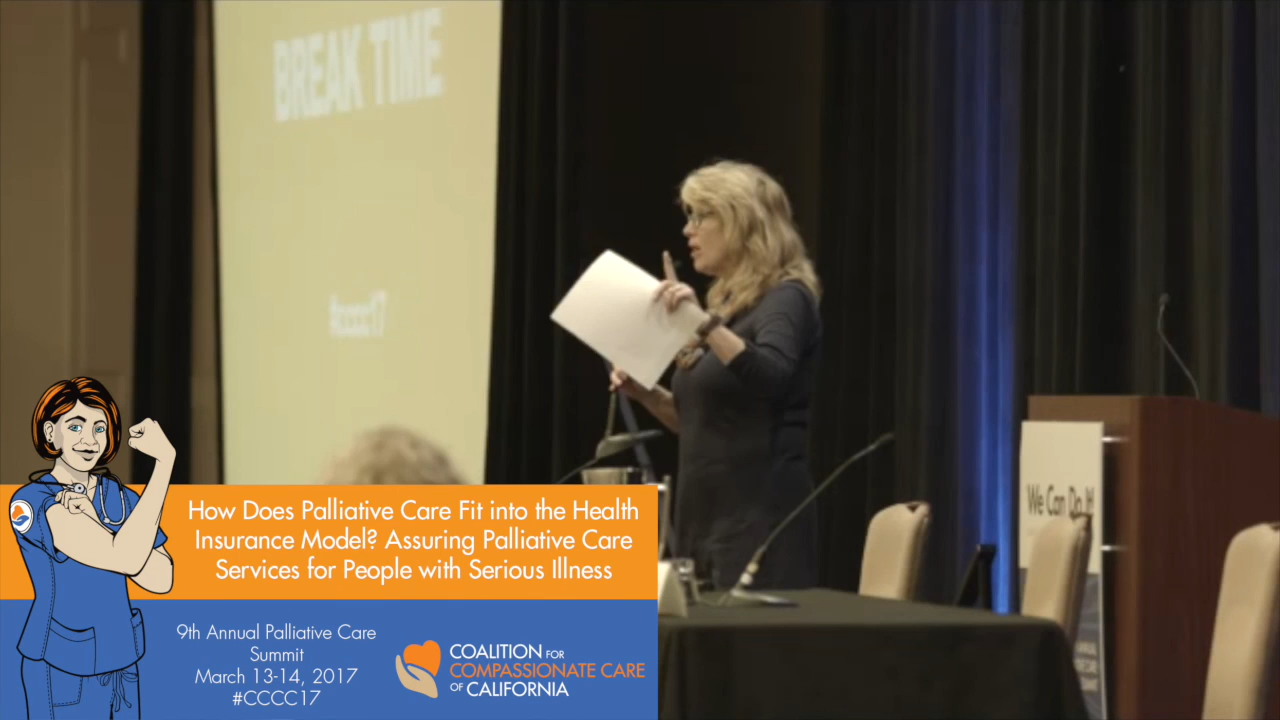 BREAK TIME
#cccc17
We Can Do It!
How Does Palliative Care Fit into the Health
Insurance Model? Assuring Palliative Care
Services for People with Serious Illness
9th Annual Palliative Care
Summit
March 13-14, 2017
#CCCC17
COALITION FOR
COMPASSIONATE CARE
OF CALIFORNIA